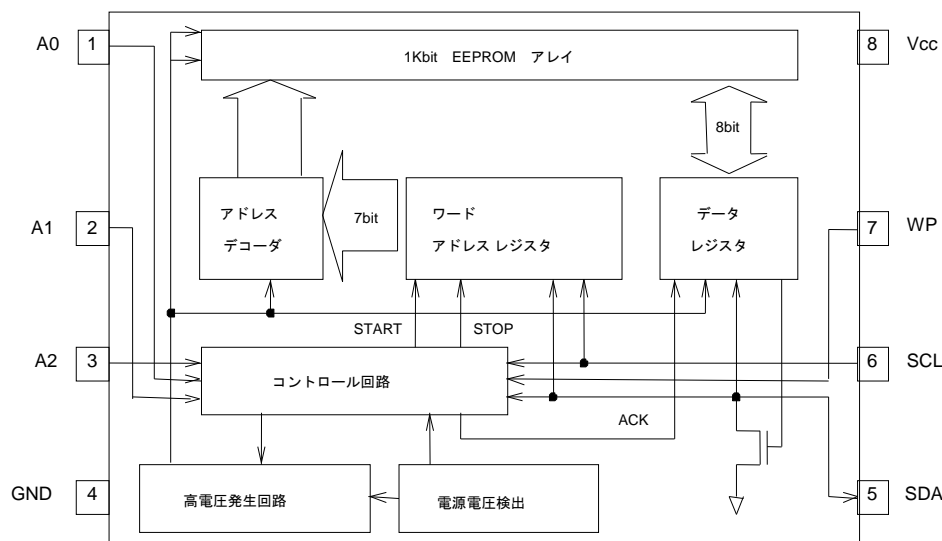 A0 1
1Kbit EEPROM アレイ
8 Vcc
8bit
A1 2
アドレス
デコーダ
7bit
ワード
アドレス レジスタ
データ
レジスタ
7 WP
START STOP
A2 3
コントロール回路
6 SCL
ACK
GND 4
高電圧発生回路
電源電圧検出
5 SDA